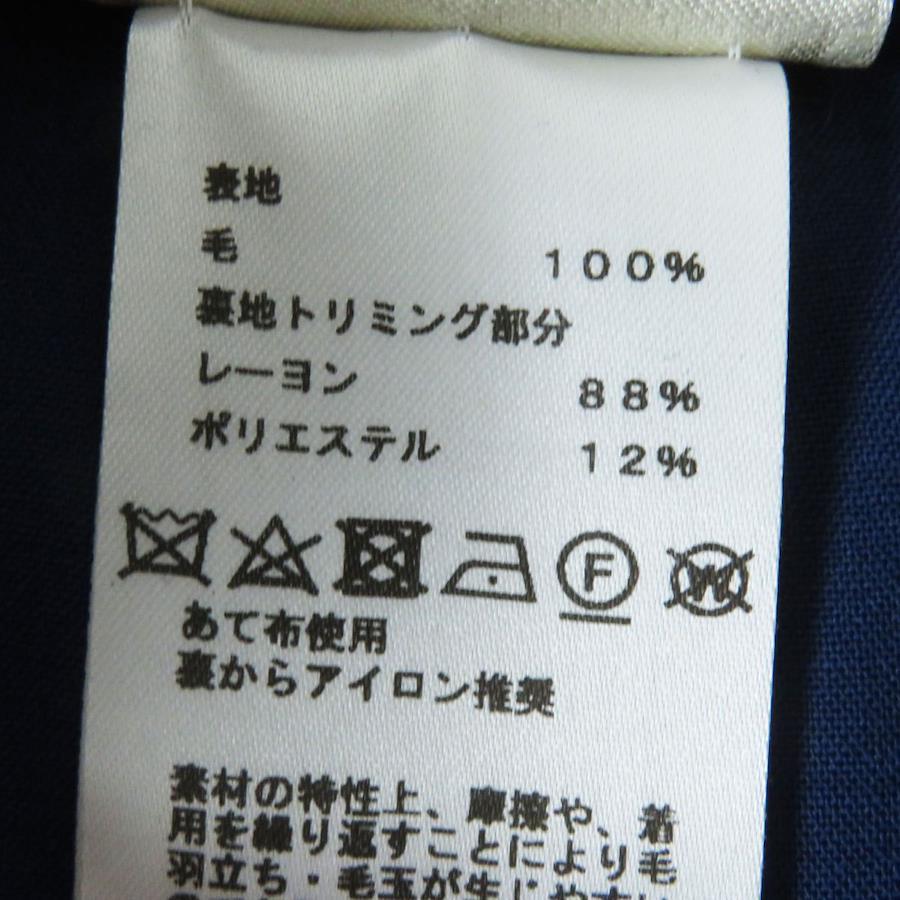 表地
毛 100%
裏地トリミング部分
レーヨン 88%
ポリエステル 12%
F W
あて布使用
裏からアイロン推奨
素材の特性上、摩擦や、着
用を繰り返すことにより毛
羽立ち・毛玉が生じやすい